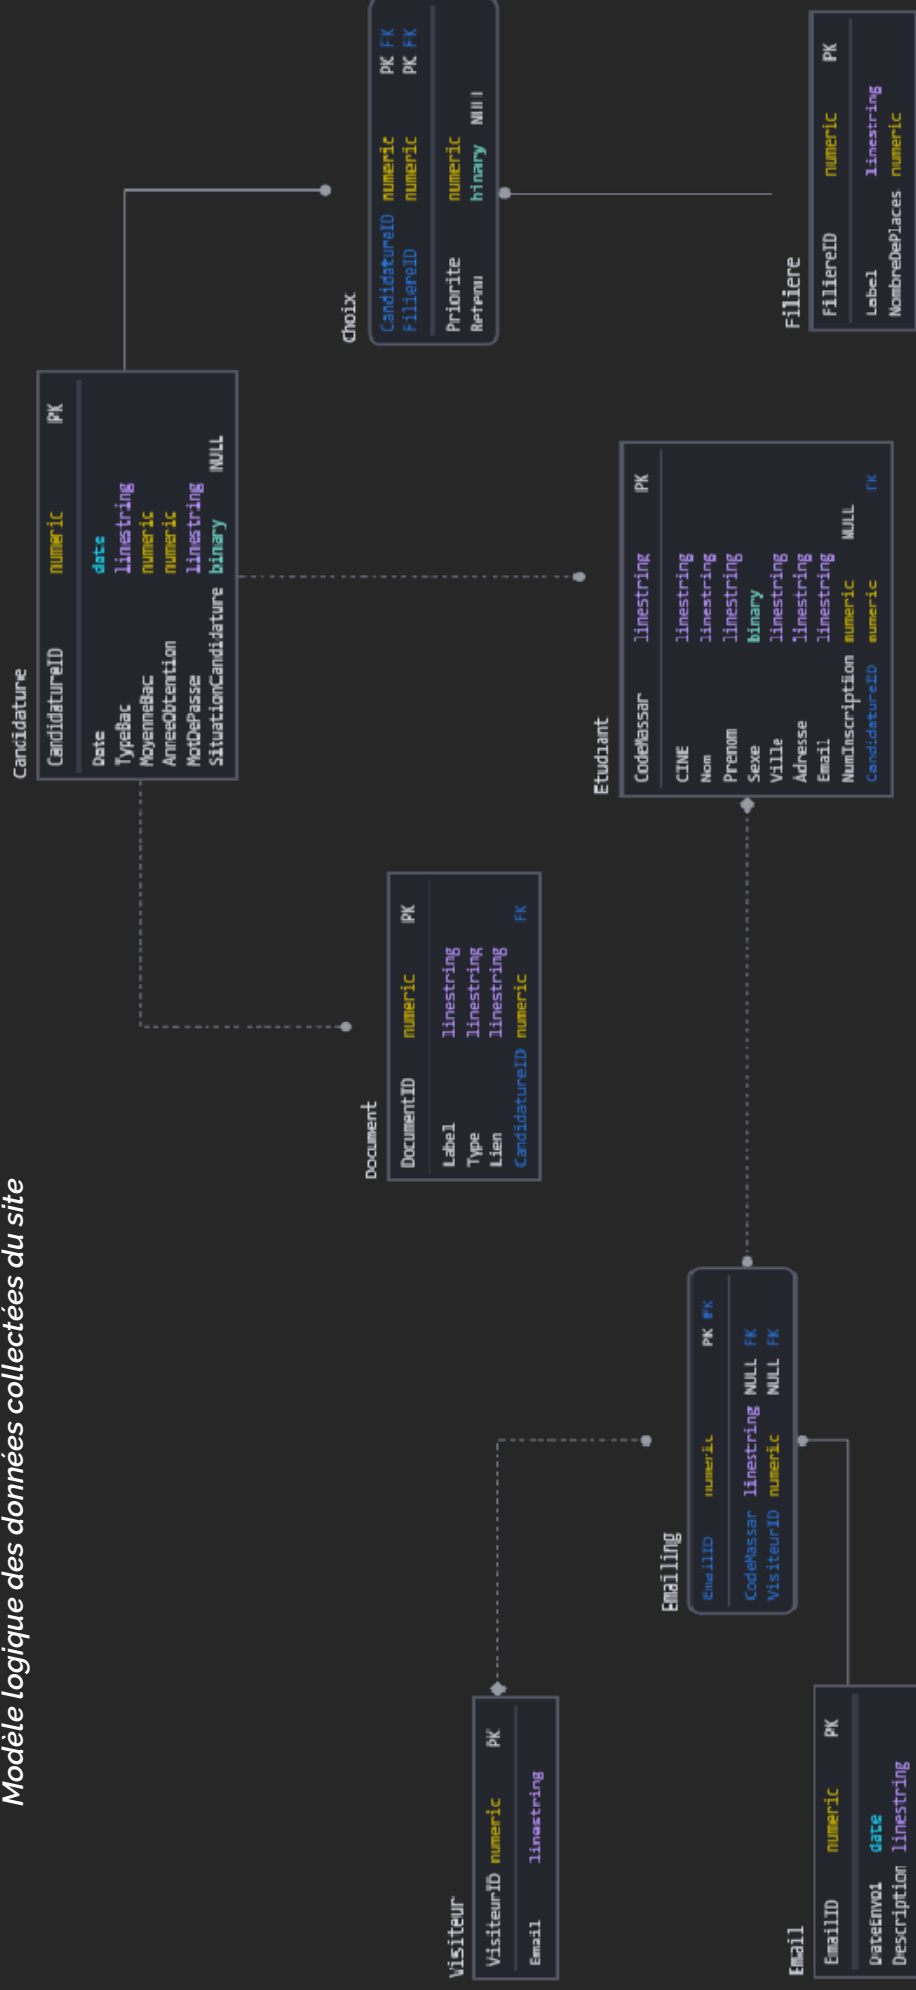 Modèle logique des données collectées du site
Visiteur
VisiteurID numeric PK
Email linestring
Email
EmailID numeric PK
DateEnvoi date
Description linestring
Emailing
EmailID numeric PK FK
CodeMassar linestring NULL FK
VisiteurID numeric NULL FK
Document
DocumentID numeric PK
Label linestring
Type linestring
Lien linestring
CandidatureID numeric FK
Candidature
CandidatureID numeric PK
Date date
TypeBac linestring
MoyenneBac numeric
AnneeObtention numeric
MotDePasse linestring
SituationCandidature binary NULL
Etudiant
CodeMassar linestring PK
CINE linestring
Nom linestring
Prenom linestring
Sexe binary
Ville linestring
Adresse linestring
Email linestring
NumInscription numeric NULL
CandidatureID numeric FK
Choix
CandidatureID numeric PK FK
FiliereID numeric PK FK
Priorite numeric
Retenu binary NULL
Filiere
FiliereID numeric PK
Label linestring
NombreDePlaces numeric